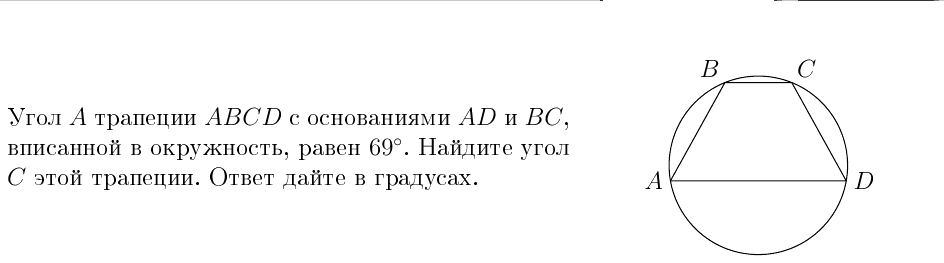 Угол A трапеции ABCD с основаниями AD и BC,
вписанной в окружность, равен 69°. Найдите угол
C этой трапеции. Ответ дайте в градусах.
B
C
A
D